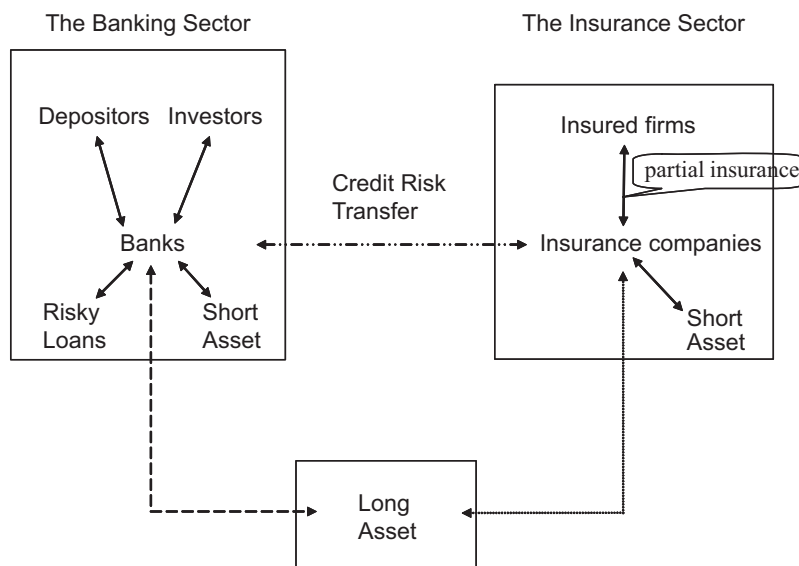 The Banking Sector
Depositors Investors
Banks
Risky
Loans
Short
Asset
Credit Risk
Transfer
The Insurance Sector
Insured firms
partial insurance
Insurance companies
Short
Asset
Long
Asset